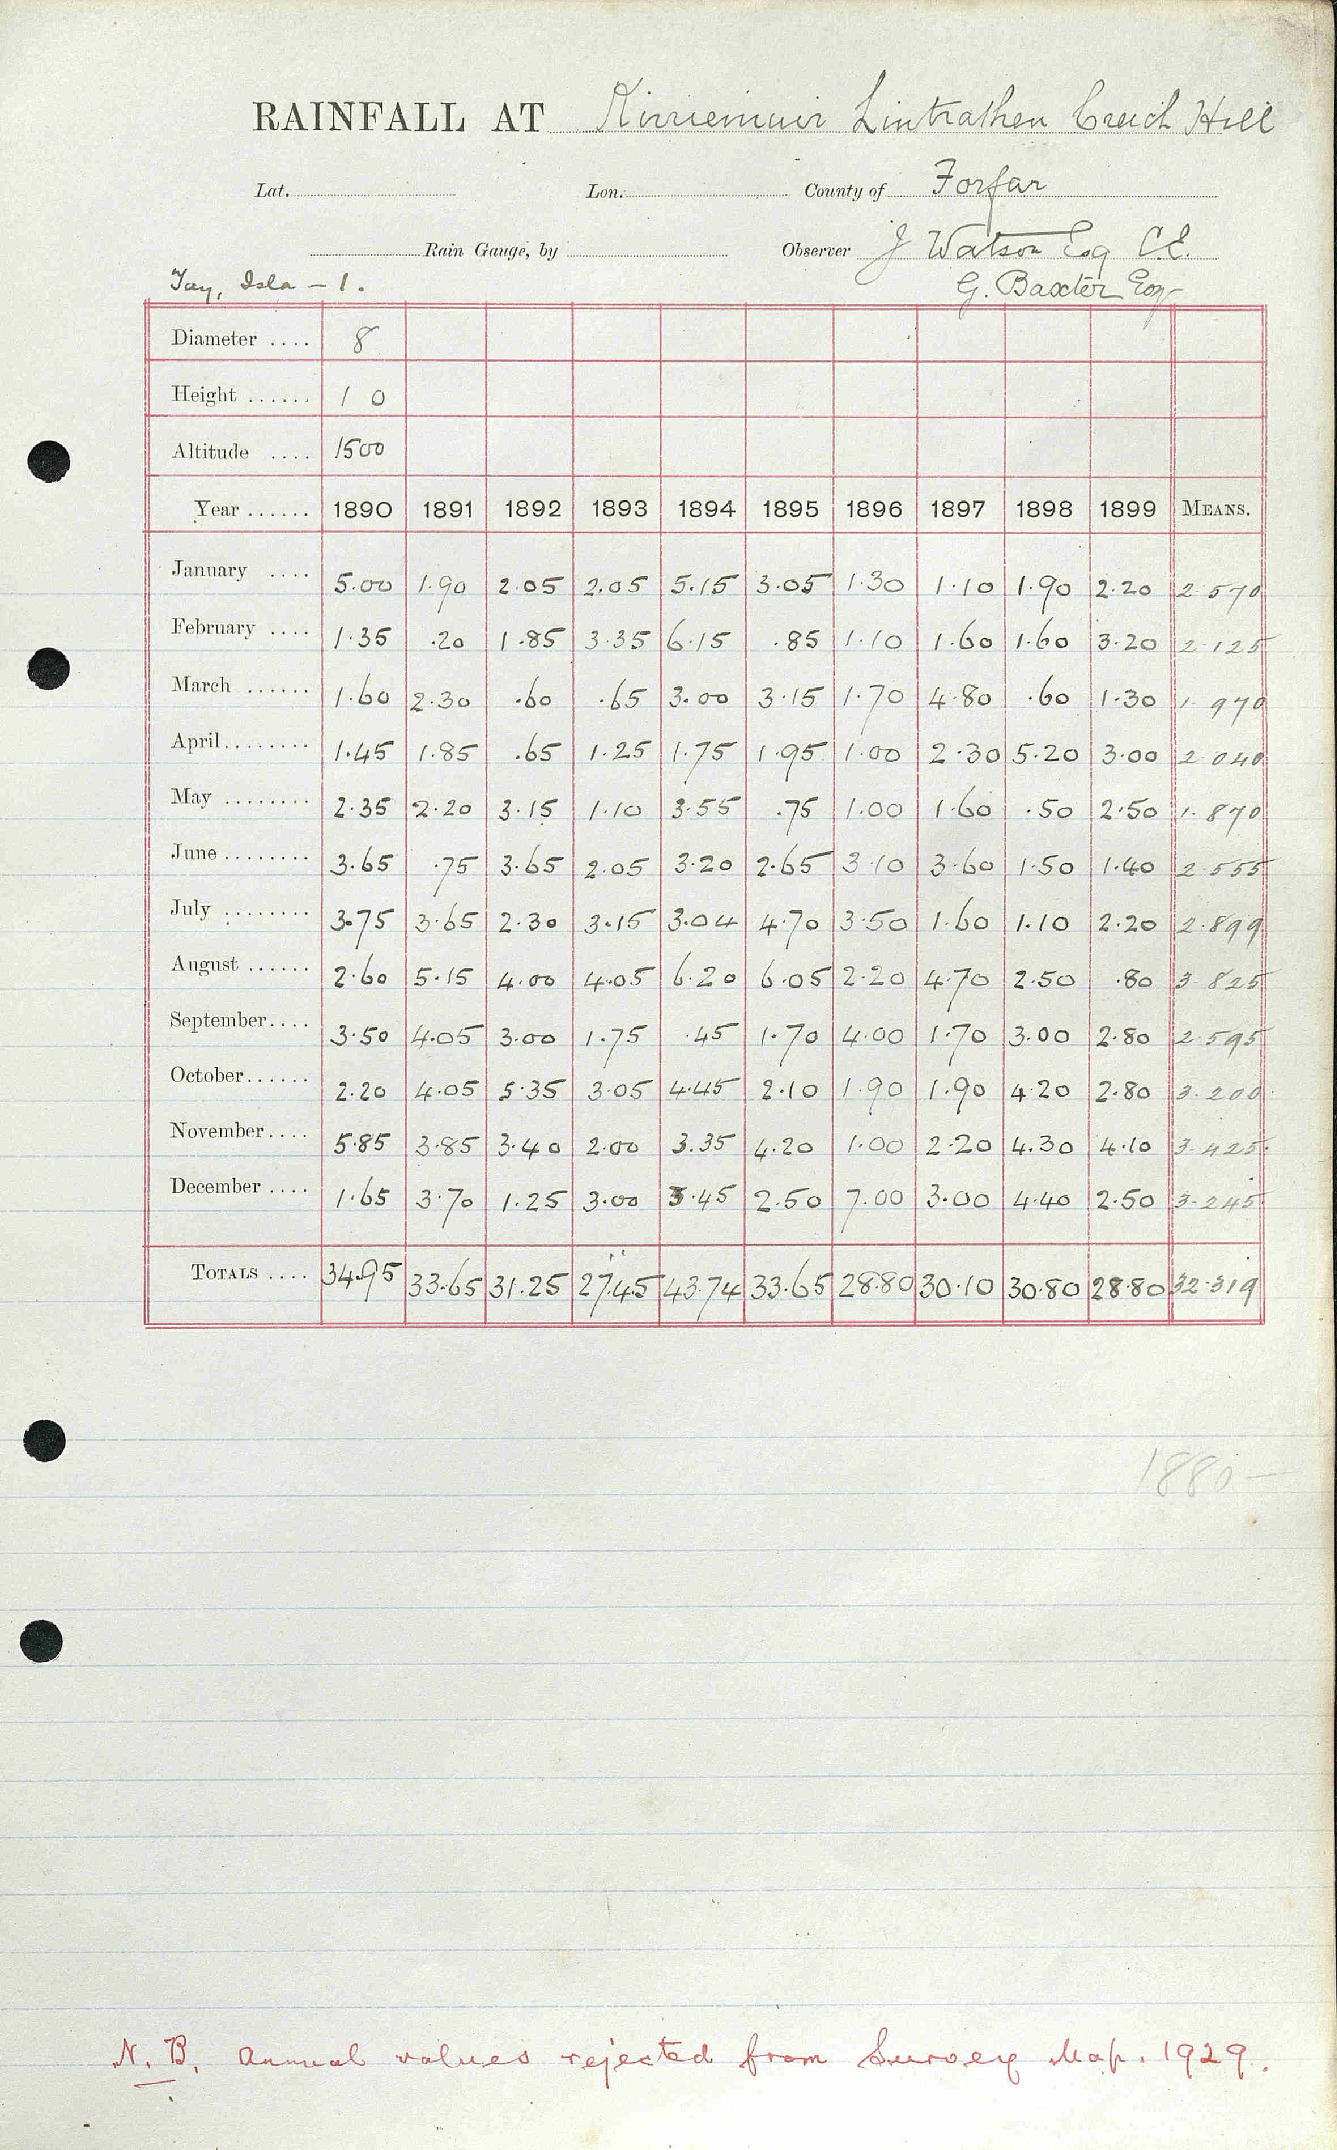 RAINFALL AT Kirriemuir Lintrathen Creich Hill
Lat. Lon. County of Forfar
Rain Gauge, by Observer J Watson Esq C.E.
Tay, Isla - 1. G. Baxter Esq
Diameter .... 8
Height ...... 1 0
Altitude .... 1500
Year ...... 1890 1891 1892 1893 1894 1895 1896 1897 1898 1899 MEANS.
January .... 5.00 1.90 2.05 2.05 5.15 3.05 1.30 1.10 1.90 2.20 2.570
February .... 1.35 .20 1.85 3.35 6.15 .85 1.10 1.60 1.60 3.20 2.125
March ...... 1.60 2.30 .60 .65 3.00 3.15 1.70 4.80 .60 1.30 1.970
April........ 1.45 1.85 .65 1.25 1.75 1.95 1.00 2.30 5.20 3.00 2.040
May ........ 2.35 2.20 3.15 1.10 3.55 .75 1.00 1.60 .50 2.50 1.870
June ........ 3.65 .75 3.65 2.05 3.20 2.65 3.10 3.60 1.50 1.40 2.555
July ........ 3.75 3.65 2.30 3.15 3.04 4.70 3.50 1.60 1.10 2.20 2.899
August ...... 2.60 5.15 4.00 4.05 6.20 6.05 2.20 4.70 2.50 .80 3.825
September.... 3.50 4.05 3.00 1.75 .45 1.70 4.00 1.70 3.00 2.80 2.595
October...... 2.20 4.05 5.35 3.05 4.45 2.10 1.90 1.90 4.20 2.80 3.200
November.... 5.85 3.85 3.40 2.00 3.35 4.20 1.00 2.20 4.30 4.10 3.425
December .... 1.65 3.70 1.25 3.00 3.45 2.50 7.00 3.00 4.40 2.50 3.245
TOTALS .... 34.95 33.65 31.25 27.45 43.74 33.65 28.80 30.10 30.80 28.80 32.319
1880-
N.B. Annual values rejected from Survey Map. 1929.